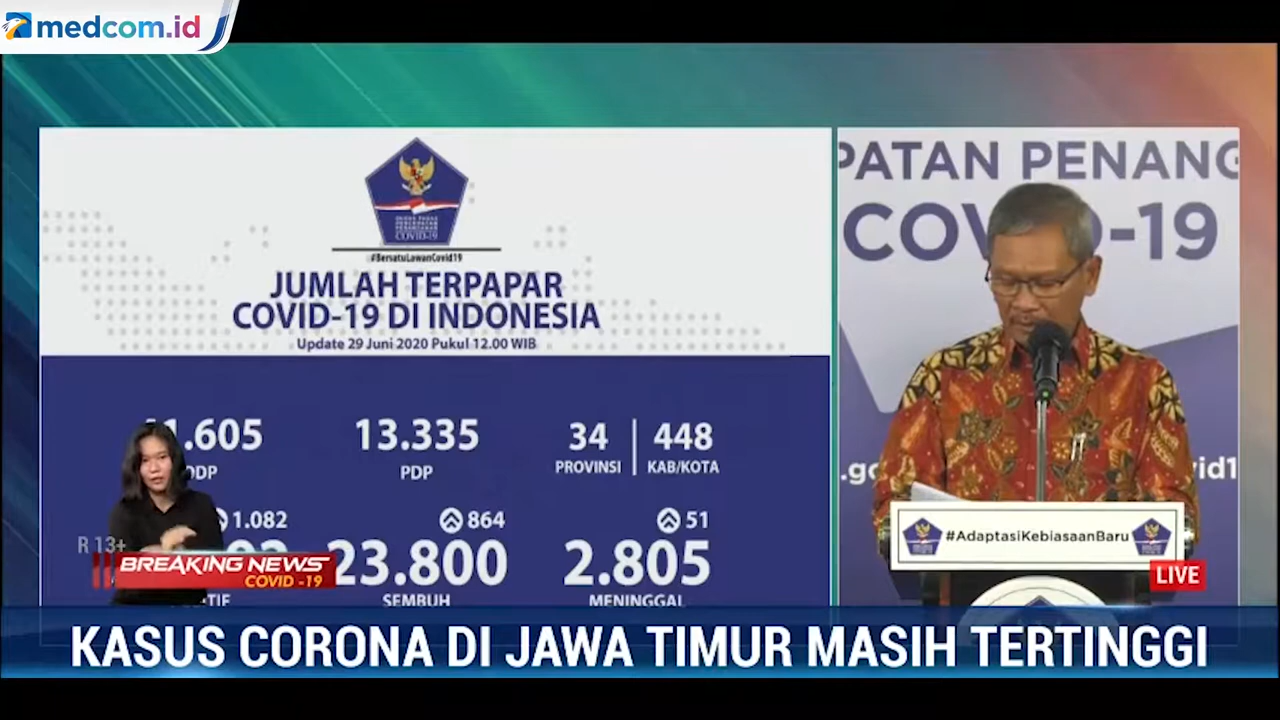 medcom.id
#BersatuLawanCovid19
JUMLAH TERPAPAR
COVID-19 DI INDONESIA
Update 29 Juni 2020 Pukul 12.00 WIB
13.335
PDP
34
PROVINSI
448
KAB/KOTA
1.082
864
51
23.800
SEMBUH
2.805
MENINGGAL
PENANG
COVID-19
#AdaptasiKebiasaanBaru
R 13+
BREAKING NEWS
COVID -19
LIVE
KASUS CORONA DI JAWA TIMUR MASIH TERTINGGI